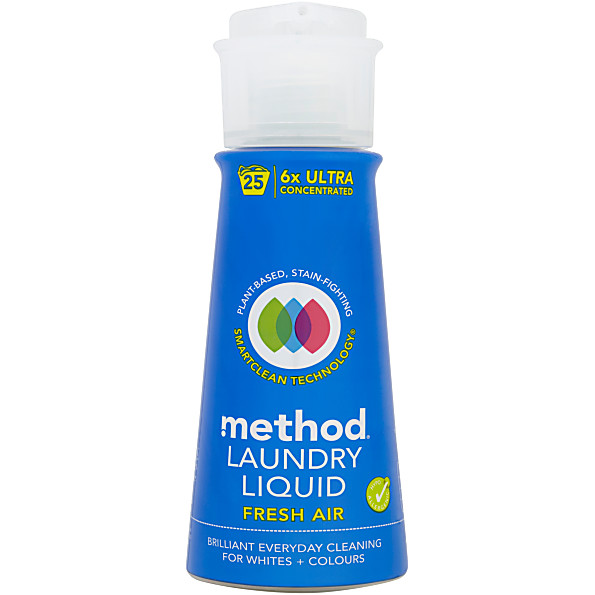 25
6x ULTRA
CONCENTRATED
PLANT-BASED, STAIN-FIGHTING
SMARTCLEAN TECHNOLOGY®
method®
LAUNDRY
LIQUID
FRESH AIR
BRILLIANT EVERYDAY CLEANING
FOR WHITES + COLOURS